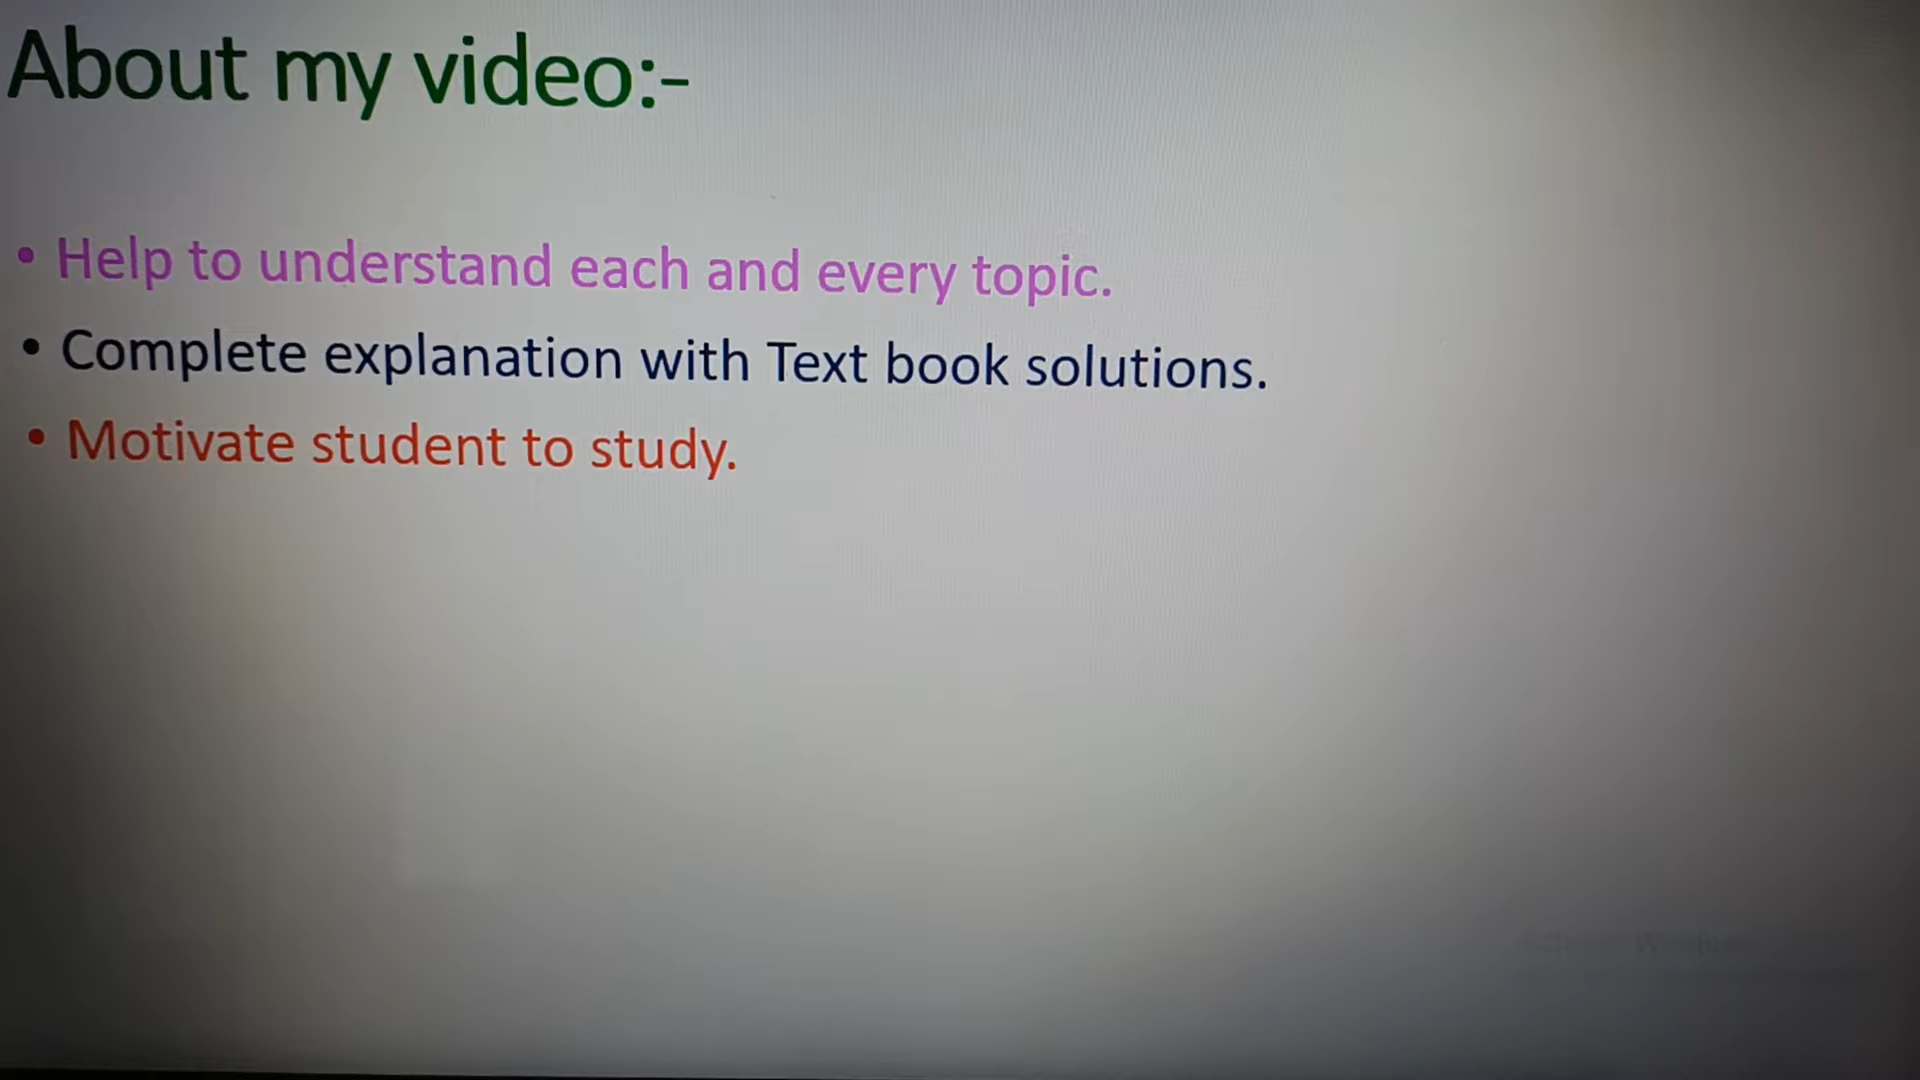 About my video:-
• Help to understand each and every topic.
• Complete explanation with Text book solutions.
• Motivate student to study.